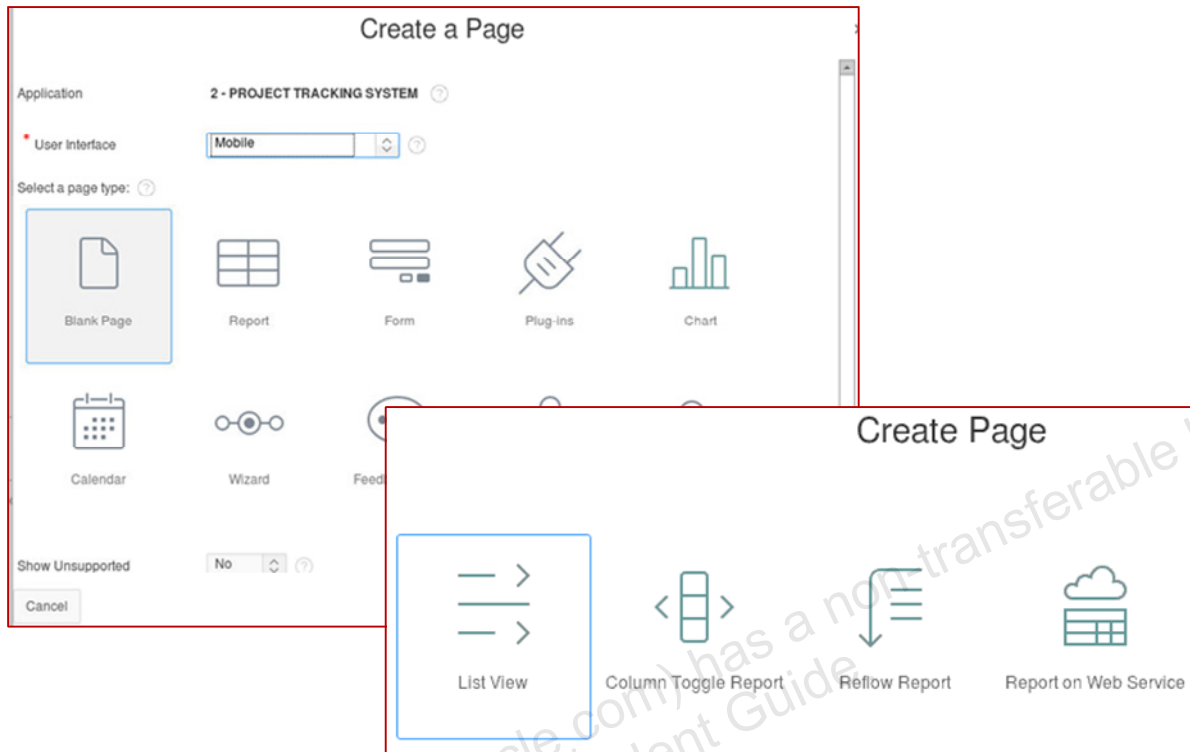 Create a Page
Application 2 - PROJECT TRACKING SYSTEM ?
* User Interface Mobile ?
Select a page type: ?
Blank Page Report Form Plug-ins Chart
Calendar Wizard Feed
Show Unsupported No ?
Cancel
Create Page
List View Column Toggle Report Reflow Report Report on Web Service
com) has a non-transferable
Guide